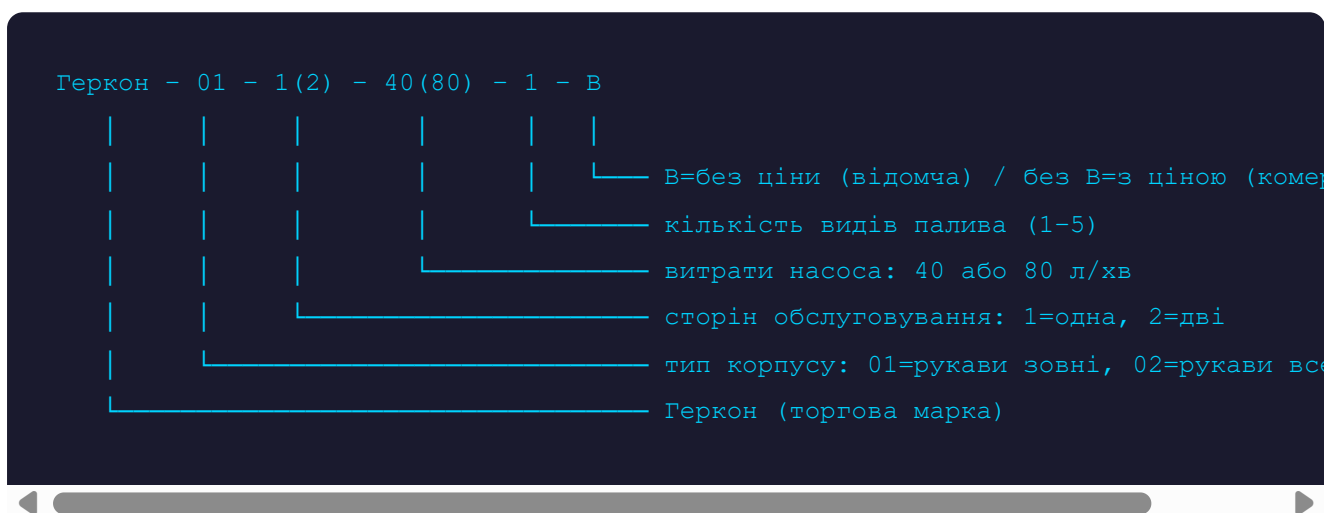 Геркон – 01 – 1(2) – 40(80) – 1 – В
В=без ціни (відомча) / без В=з ціною
кількість видів палива (1–5)
витрати насоса: 40 або 80 л/хв
сторін обслуговування: 1=одна, 2=дві
тип корпусу: 01=рукави зовні, 02=рукави
Геркон (торгова марка)